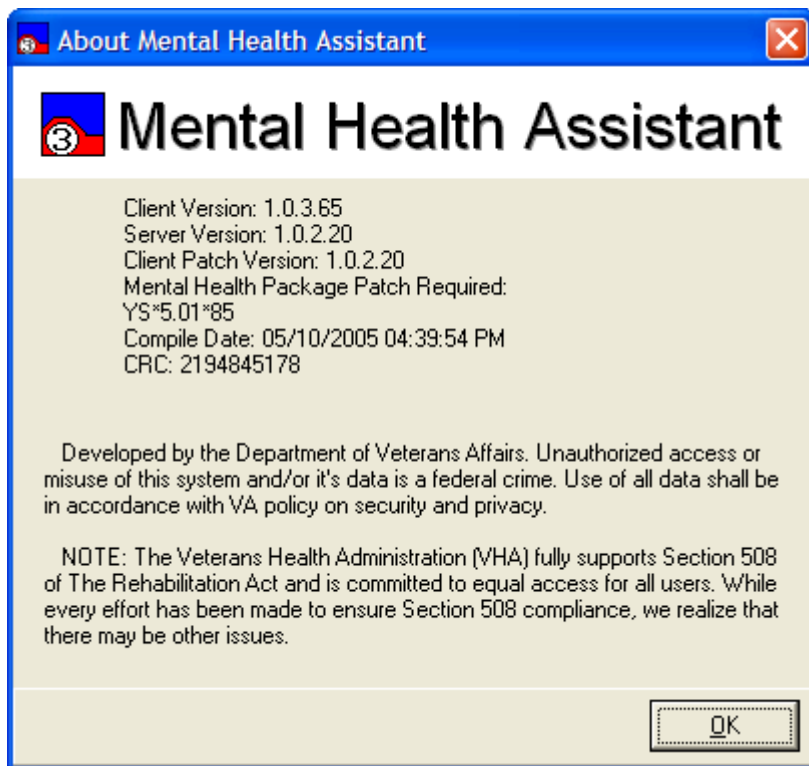 About Mental Health Assistant
3 Mental Health Assistant
Client Version: 1.0.3.65
Server Version: 1.0.2.20
Client Patch Version: 1.0.2.20
Mental Health Package Patch Required:
YS*5.01*85
Compile Date: 05/10/2005 04:39:54 PM
CRC: 2194845178
Developed by the Department of Veterans Affairs. Unauthorized access or
misuse of this system and/or it's data is a federal crime. Use of all data shall be
in accordance with VA policy on security and privacy.
NOTE: The Veterans Health Administration (VHA) fully supports Section 508
of The Rehabilitation Act and is committed to equal access for all users. While
every effort has been made to ensure Section 508 compliance, we realize that
there may be other issues.
OK